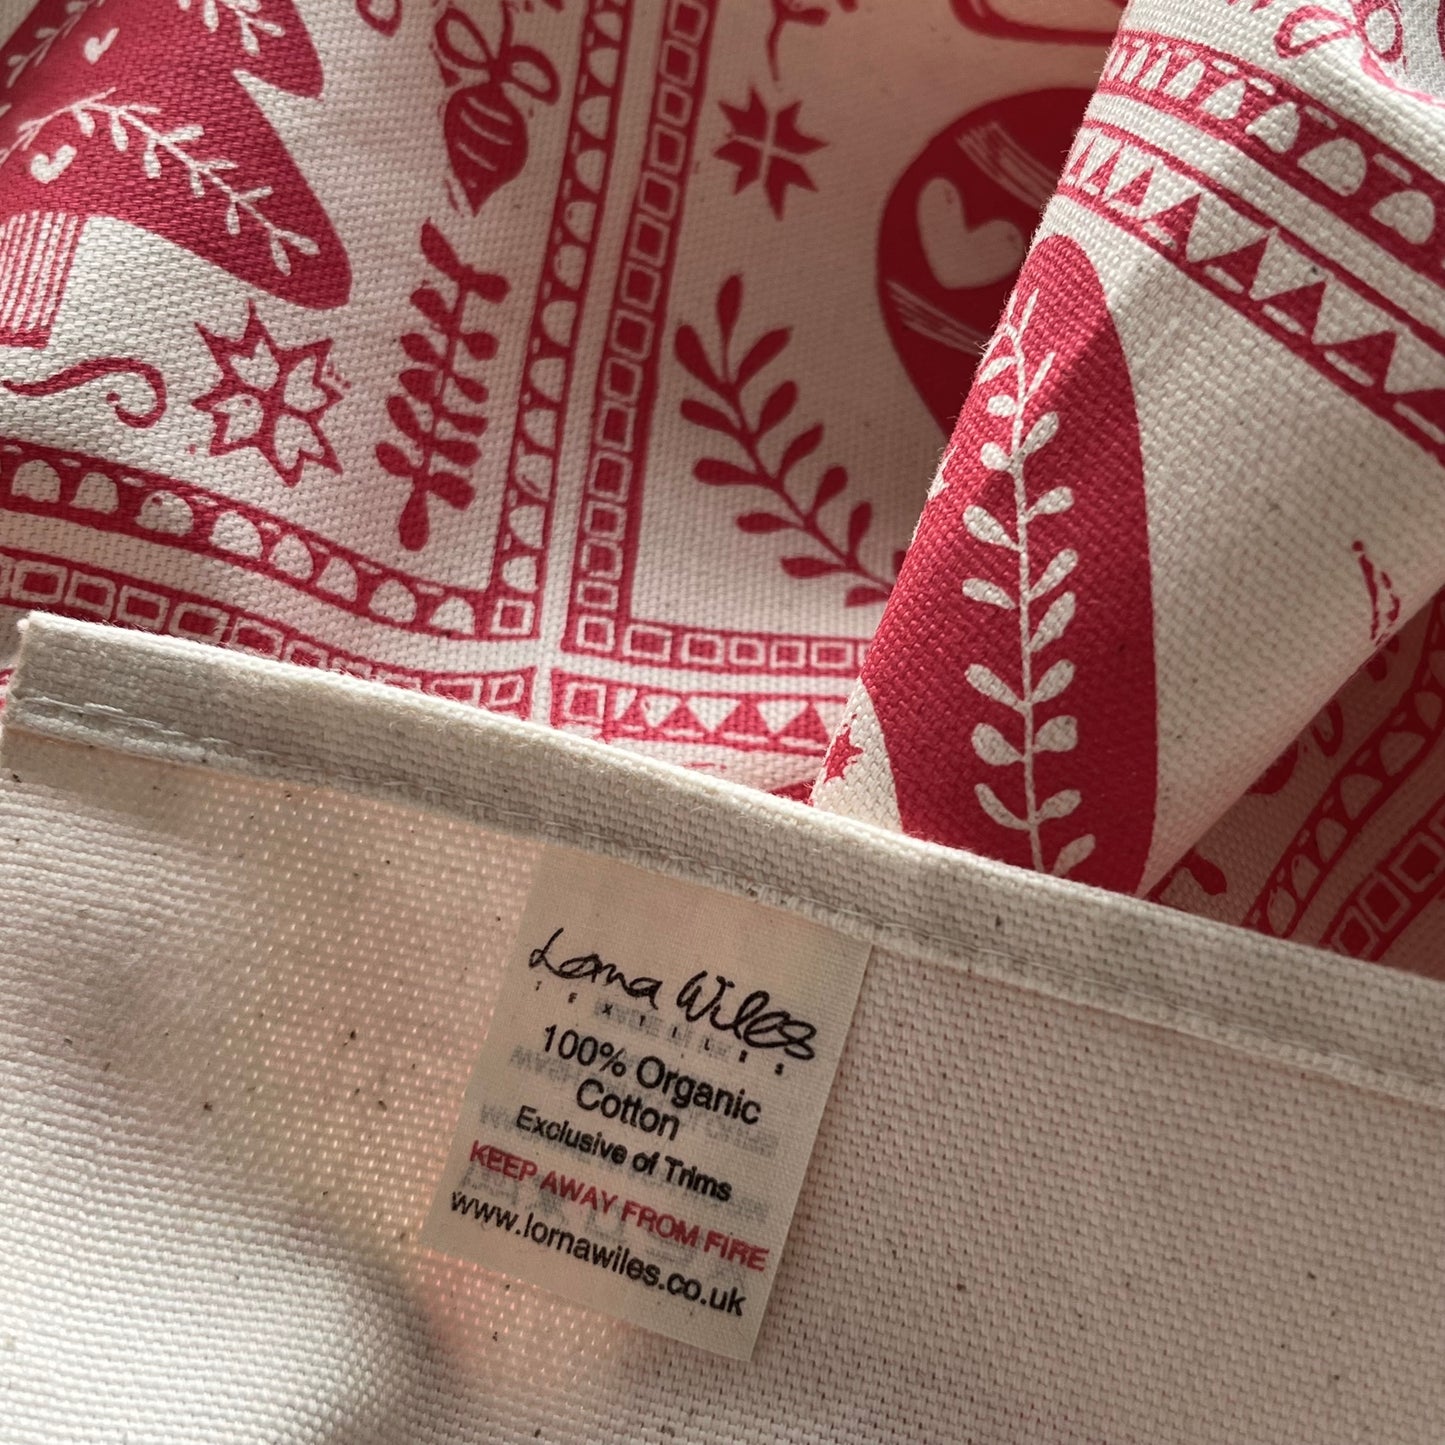 Lorna Wiles
TEXTILES
100% Organic
Cotton
Exclusive of Trims
KEEP AWAY FROM FIRE
www.lornawiles.co.uk